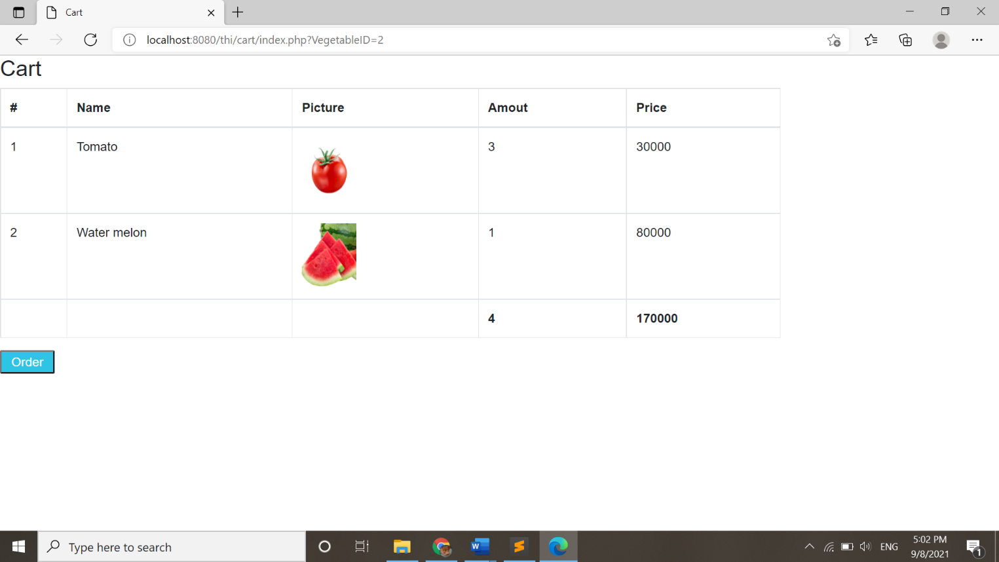 Cart
localhost:8080/thi/cart/index.php?VegetableID=2
Cart
# Name Picture Amout Price
1 Tomato 3 30000
2 Water melon 1 80000
4 170000
Order
Type here to search
W
ENG
5:02 PM
9/8/2021
1